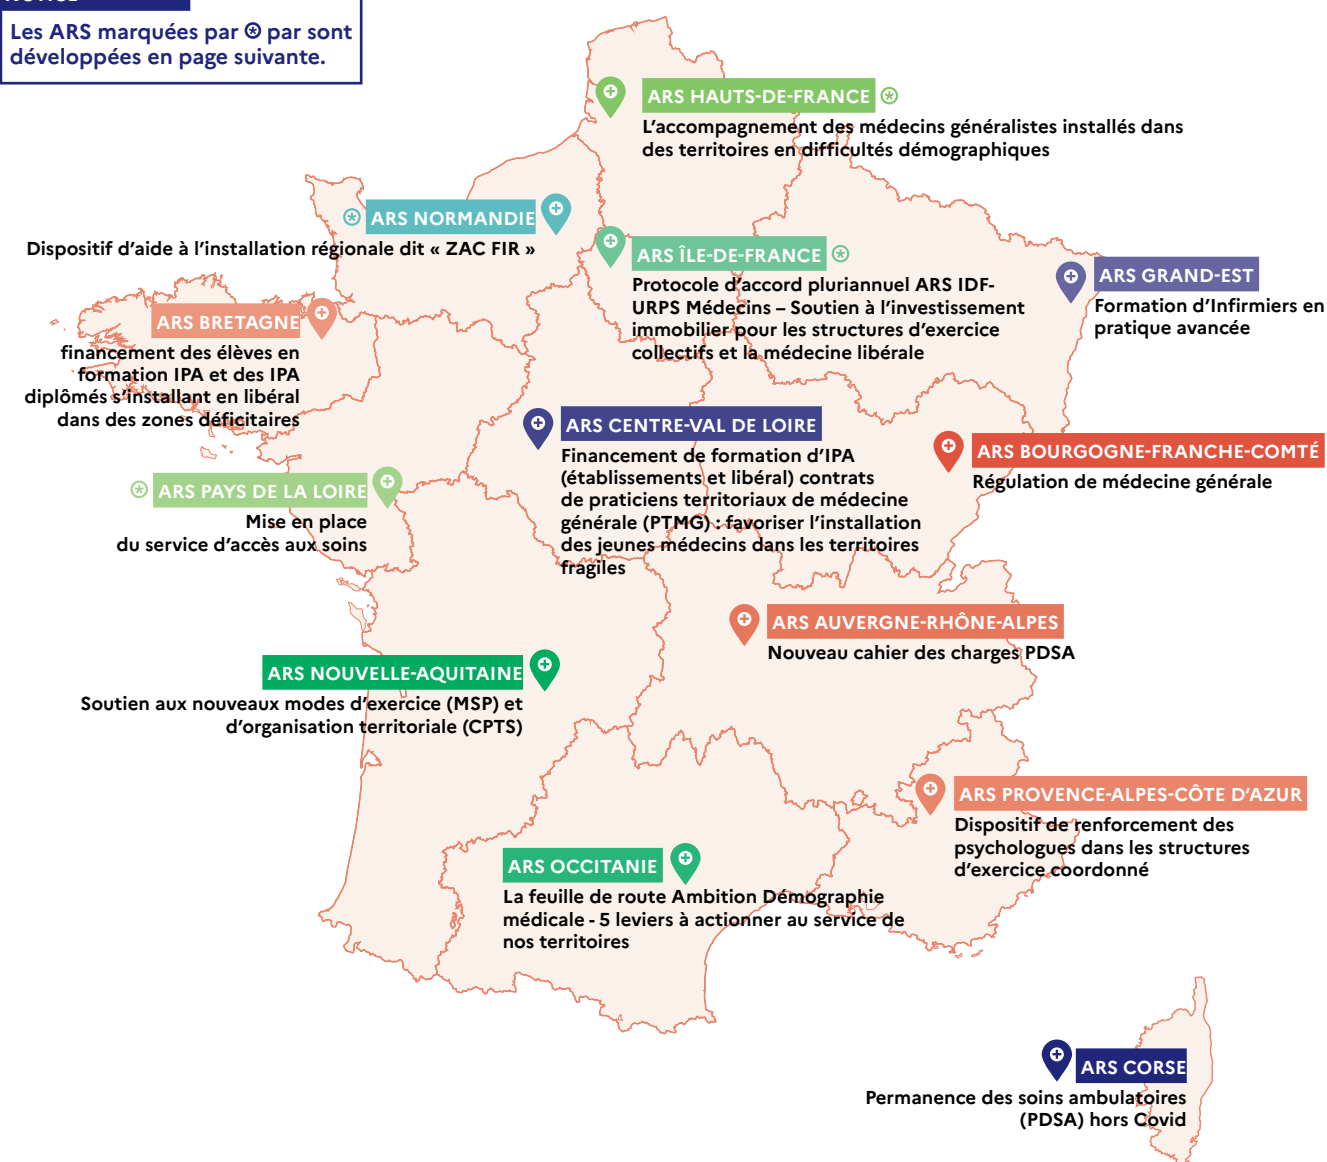 NOTICE
Les ARS marquées par ⊛ par sont
développées en page suivante.
ARS HAUTS-DE-FRANCE ⊛
L'accompagnement des médecins généralistes installés dans
des territoires en difficultés démographiques
⊛ ARS NORMANDIE
Dispositif d'aide à l'installation régionale dit « ZAC FIR »
ARS ÎLE-DE-FRANCE ⊛
Protocole d'accord pluriannuel ARS IDF-
URPS Médecins – Soutien à l'investissement
immobilier pour les structures d'exercice
collectifs et la médecine libérale
ARS GRAND-EST
Formation d'Infirmiers en
pratique avancée
ARS BRETAGNE
financement des élèves en
formation IPA et des IPA
diplômés s'installant en libéral
dans des zones déficitaires
ARS CENTRE-VAL DE LOIRE
Financement de formation d'IPA
(établissements et libéral) contrats
de praticiens territoriaux de médecine
générale (PTMG) : favoriser l'installation
des jeunes médecins dans les territoires
fragiles
ARS BOURGOGNE-FRANCHE-COMTÉ
Régulation de médecine générale
⊛ ARS PAYS DE LA LOIRE
Mise en place
du service d'accès aux soins
ARS AUVERGNE-RHÔNE-ALPES
Nouveau cahier des charges PDSA
ARS NOUVELLE-AQUITAINE
Soutien aux nouveaux modes d'exercice (MSP) et
d'organisation territoriale (CPTS)
ARS PROVENCE-ALPES-CÔTE D'AZUR
Dispositif de renforcement des
psychologues dans les structures
d'exercice coordonné
ARS OCCITANIE
La feuille de route Ambition Démographie
médicale - 5 leviers à actionner au service de
nos territoires
ARS CORSE
Permanence des soins ambulatoires
(PDSA) hors Covid